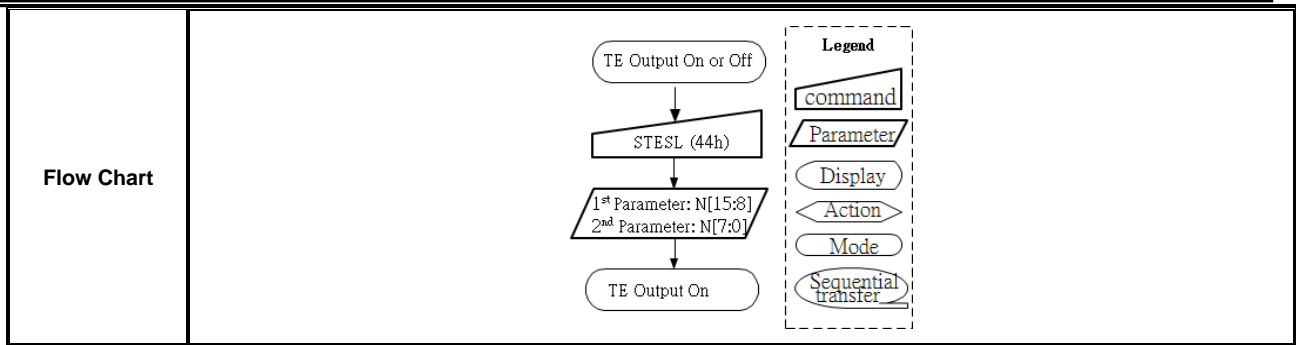 Flow Chart
TE Output On or Off
STESL (44h)
1st Parameter: N[15:8]
2nd Parameter: N[7:0]
TE Output On
Legend
command
Parameter
Display
Action
Mode
Sequential
transfer